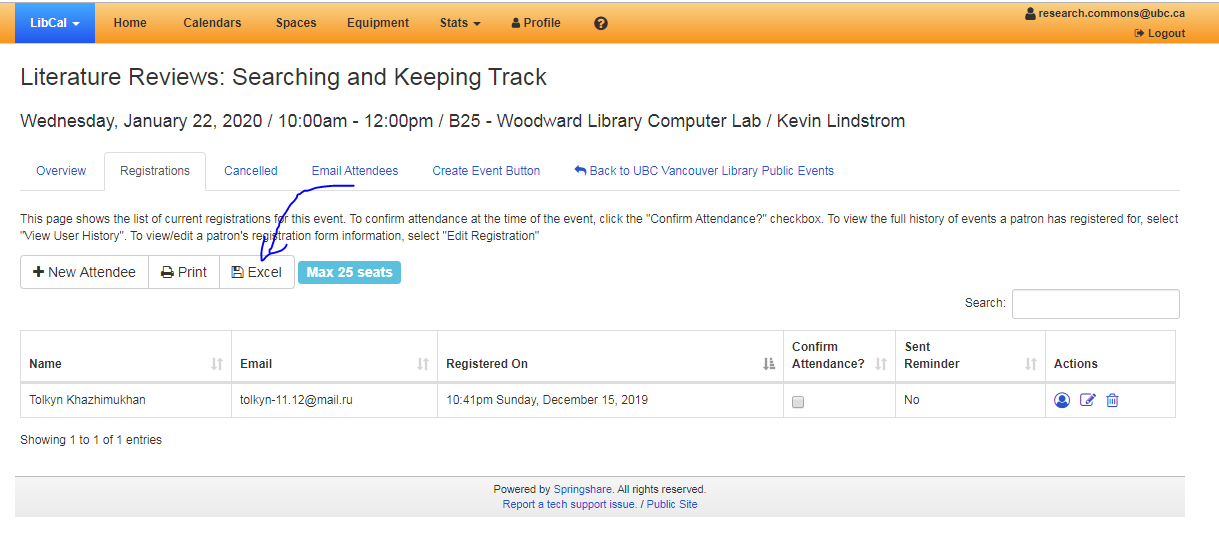 LibCal Home Calendars Spaces Equipment Stats Profile research.commons@ubc.ca
Logout
Literature Reviews: Searching and Keeping Track
Wednesday, January 22, 2020 / 10:00am - 12:00pm / B25 - Woodward Library Computer Lab / Kevin Lindstrom
Overview Registrations Cancelled Email Attendees Create Event Button Back to UBC Vancouver Library Public Events
This page shows the list of current registrations for this event. To confirm attendance at the time of the event, click the "Confirm Attendance?" checkbox. To view the full history of events a patron has registered for, select
"View User History". To view/edit a patron's registration form information, select "Edit Registration"
New Attendee Print Excel Max 25 seats
Search:
Name Email Registered On Confirm Attendance? Sent Reminder Actions
Tolkyn Khazhimukhan tolkyn-11.12@mail.ru 10:41pm Sunday, December 15, 2019 No
Showing 1 to 1 of 1 entries
Powered by Springshare. All rights reserved.
Report a tech support issue. / Public Site